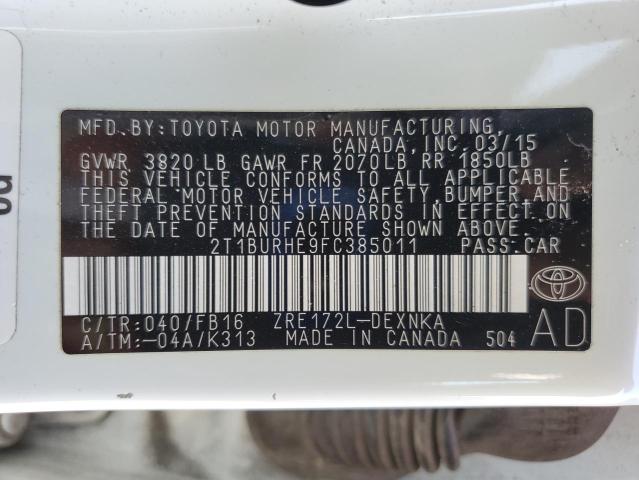 MFD. BY: TOYOTA MOTOR MANUFACTURING,
CANADA, INC. 03/15
GVWR 3820 LB GAWR FR 2070LB, RR 1850LB
THIS VEHICLE CONFORMS TO ALL APPLICABLE
FEDERAL MOTOR VEHICLE SAFETY, BUMPER, AND
THEFT PREVENTION STANDARDS IN EFFECT ON
THE DATE OF MANUFACTURE SHOWN ABOVE.
2T1BURHE9FC385011 PASS.CAR
C/TR: 040/FB16 ZRE172L-DEXNKA
A/TM:-04A/K313 MADE IN CANADA 504
AD